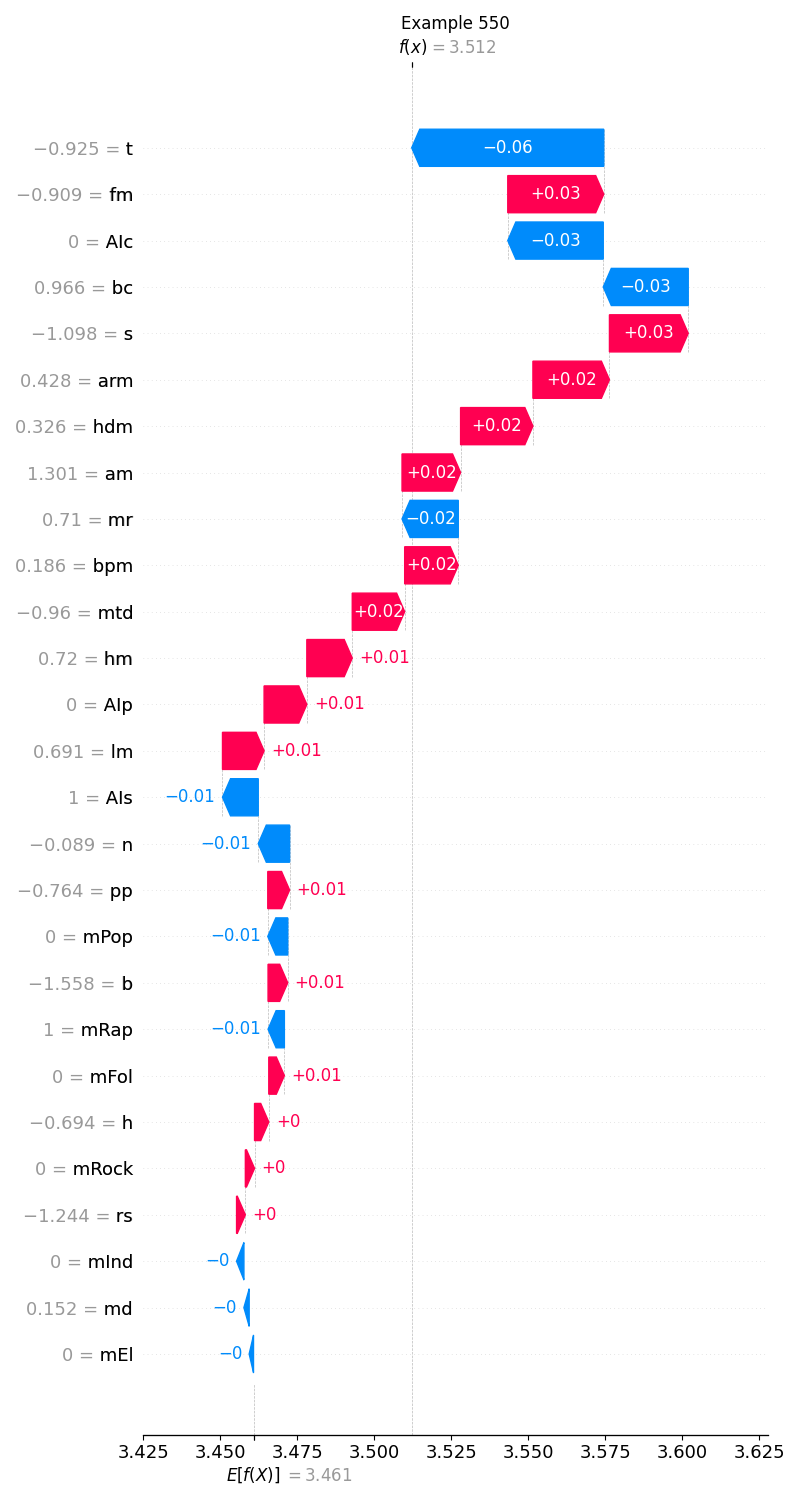 Example 550
f(x) = 3.512
−0.925 = t −0.06
−0.909 = fm +0.03
0 = AIc −0.03
0.966 = bc −0.03
−1.098 = s +0.03
0.428 = arm +0.02
0.326 = hdm +0.02
1.301 = am +0.02
0.71 = mr −0.02
0.186 = bpm +0.02
−0.96 = mtd +0.02
0.72 = hm +0.01
0 = AIp +0.01
0.691 = lm +0.01
1 = AIs −0.01
−0.089 = n −0.01
−0.764 = pp +0.01
0 = mPop −0.01
−1.558 = b +0.01
1 = mRap −0.01
0 = mFol +0.01
−0.694 = h +0
0 = mRock +0
−1.244 = rs +0
0 = mInd −0
0.152 = md −0
0 = mEl −0
3.425 3.450 3.475 3.500 3.525 3.550 3.575 3.600 3.625
E[f(X)] = 3.461